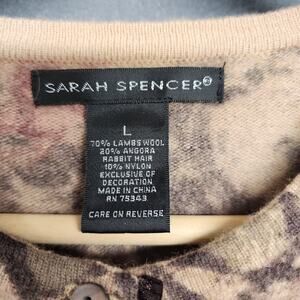 SARAH SPENCER
L
70% LAMBSWOOL
20% ANGORA
RABBIT HAIR
10% NYLON
EXCLUSIVE OF
DECORATION
MADE IN CHINA
RN 75343
CARE ON REVERSE